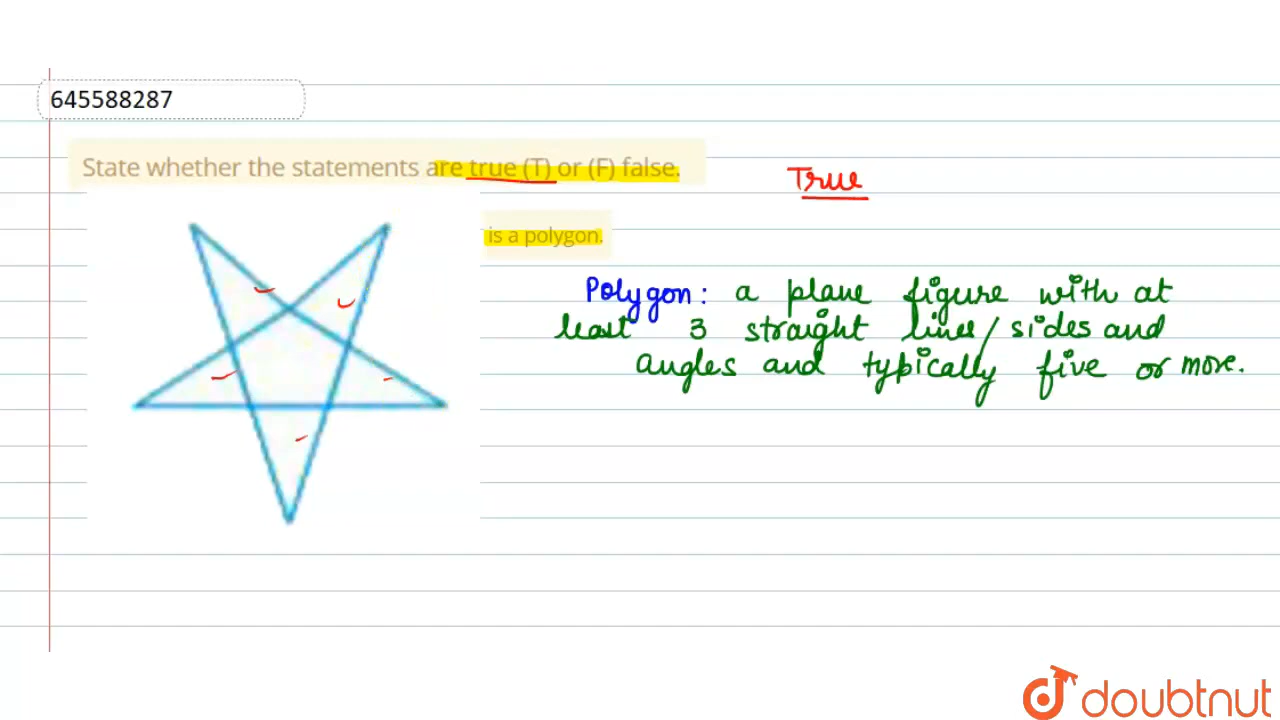 645588287
State whether the statements are true (T) or (F) false.
True
is a polygon.
Polygon: a plane figure with at
least 3 straight lines/sides and
angles and typically five or more.
doubtnut